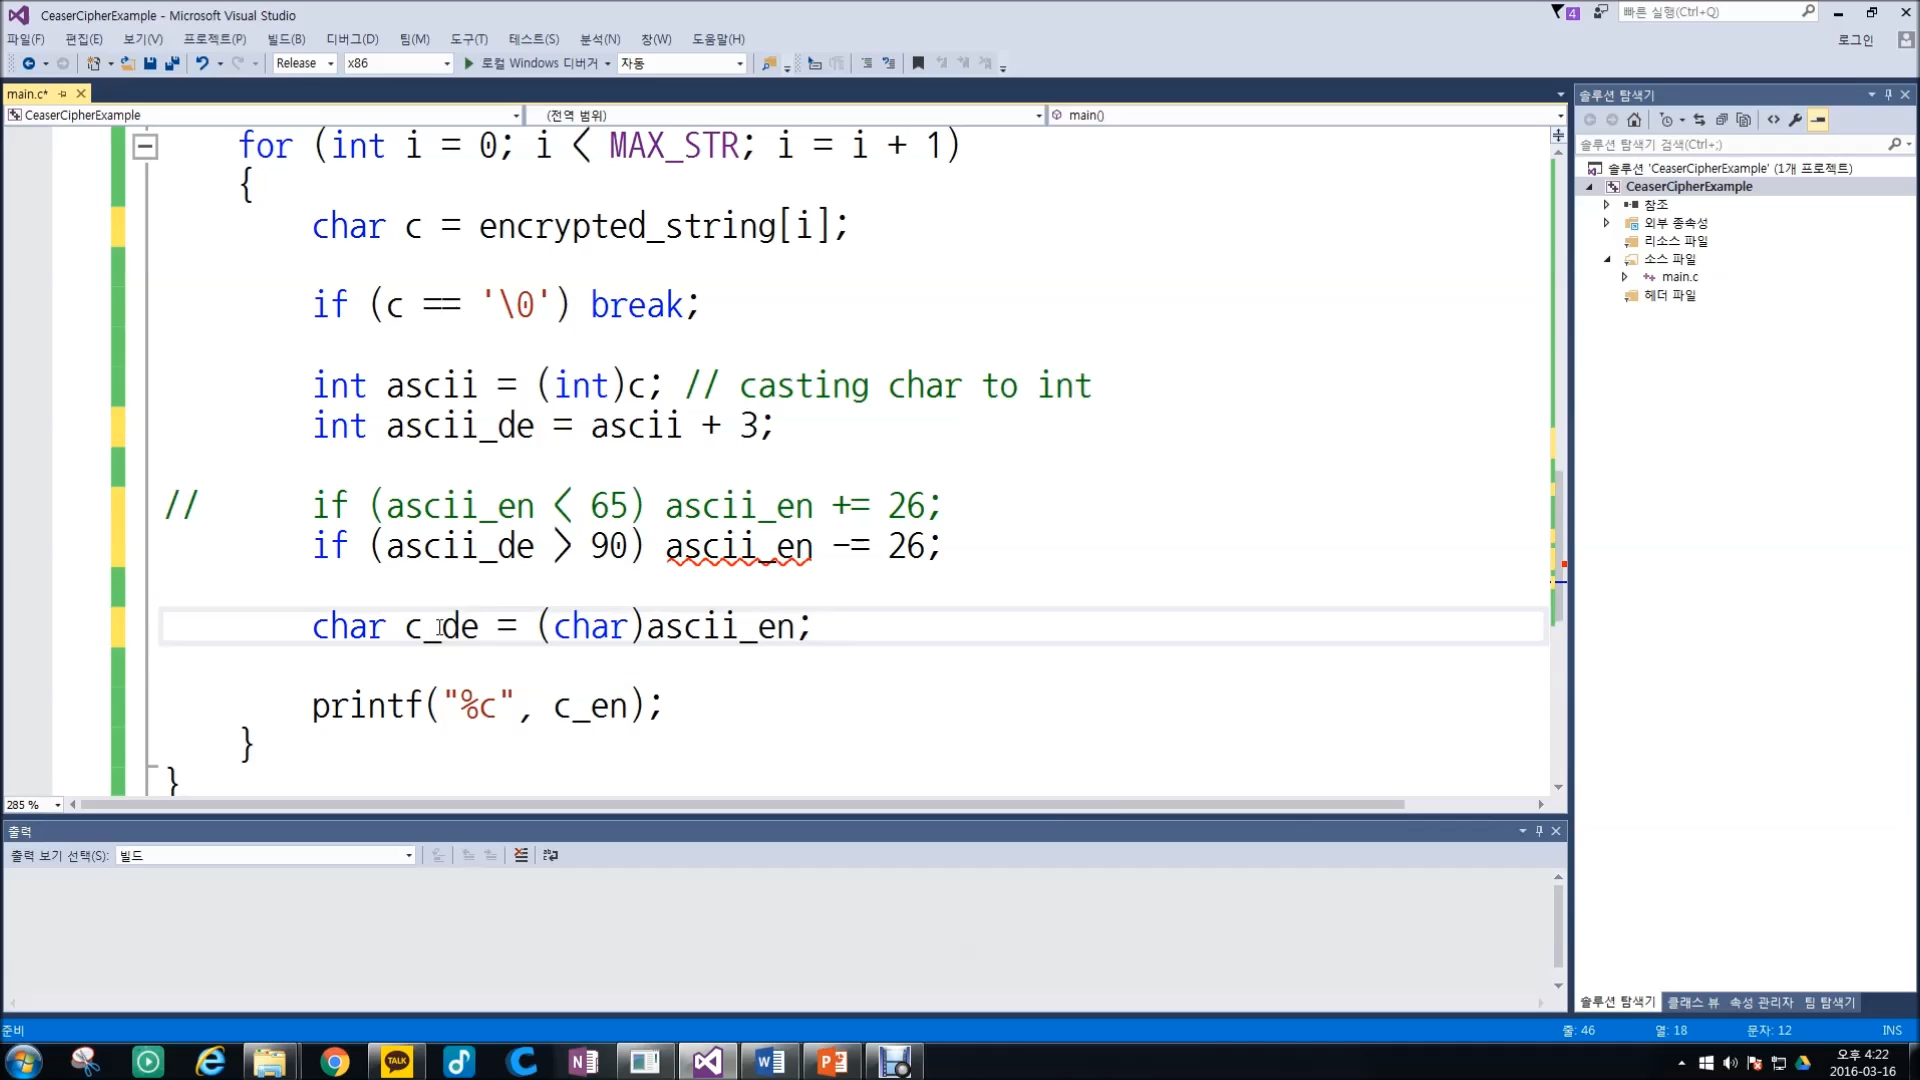 CeaserCipherExample - Microsoft Visual Studio
4
빠른 실행(Ctrl+Q)
파일(F) 편집(E) 보기(V) 프로젝트(P) 빌드(B) 디버그(D) 팀(M) 도구(T) 테스트(S) 분석(N) 창(W) 도움말(H)
로그인
Release x86 로컬 Windows 디버거 자동
main.c*
CeaserCipherExample (전역 범위) main()
for (int i = 0; i < MAX_STR; i = i + 1)
{
char c = encrypted_string[i];
if (c == '\0') break;
int ascii = (int)c; // casting char to int
int ascii_de = ascii + 3;
// if (ascii_en < 65) ascii_en += 26;
if (ascii_de > 90) ascii_en -= 26;
char c_de = (char)ascii_en;
printf("%c", c_en);
}
}
285 %
출력
출력 보기 선택(S): 빌드
솔루션 탐색기
솔루션 탐색기 검색(Ctrl+;)
솔루션 'CeaserCipherExample' (1개 프로젝트)
CeaserCipherExample
참조
외부 종속성
리소스 파일
소스 파일
main.c
헤더 파일
솔루션 탐색기 클래스 뷰 속성 관리자 팀 탐색기
준비 줄: 46 열: 18 문자: 12 INS
TALK
오후 4:22
2016-03-16